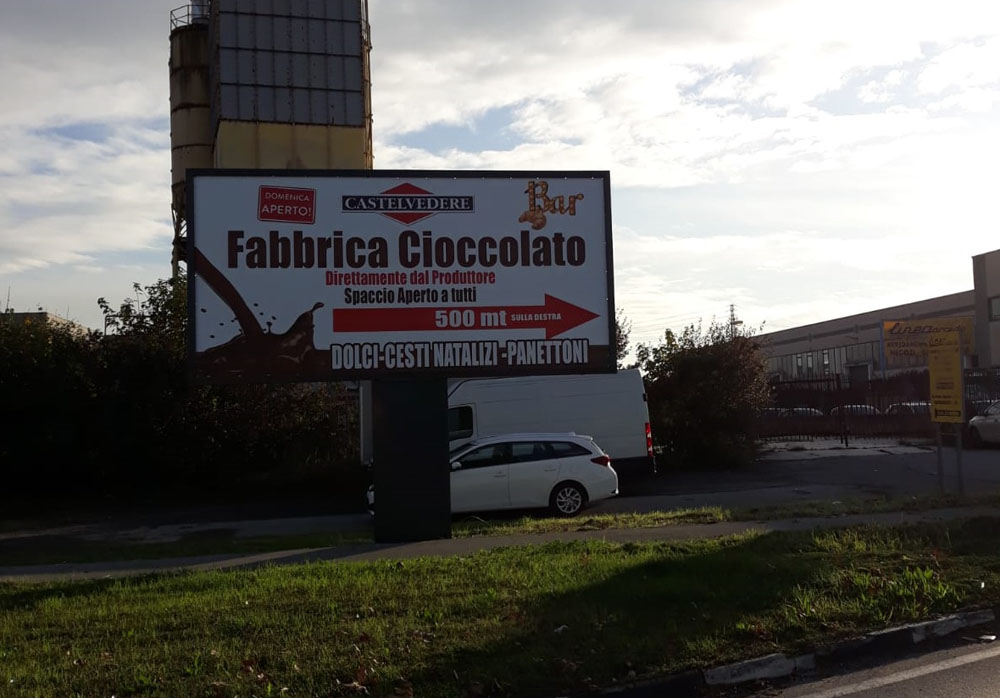 DOMENICA
APERTO!
CASTELVEDERE
Bar
Fabbrica Cioccolato
Direttamente dal Produttore
Spaccio Aperto a tutti
500 mt SULLA DESTRA
DOLCI-CESTI NATALIZI -PANETTONI
Linea